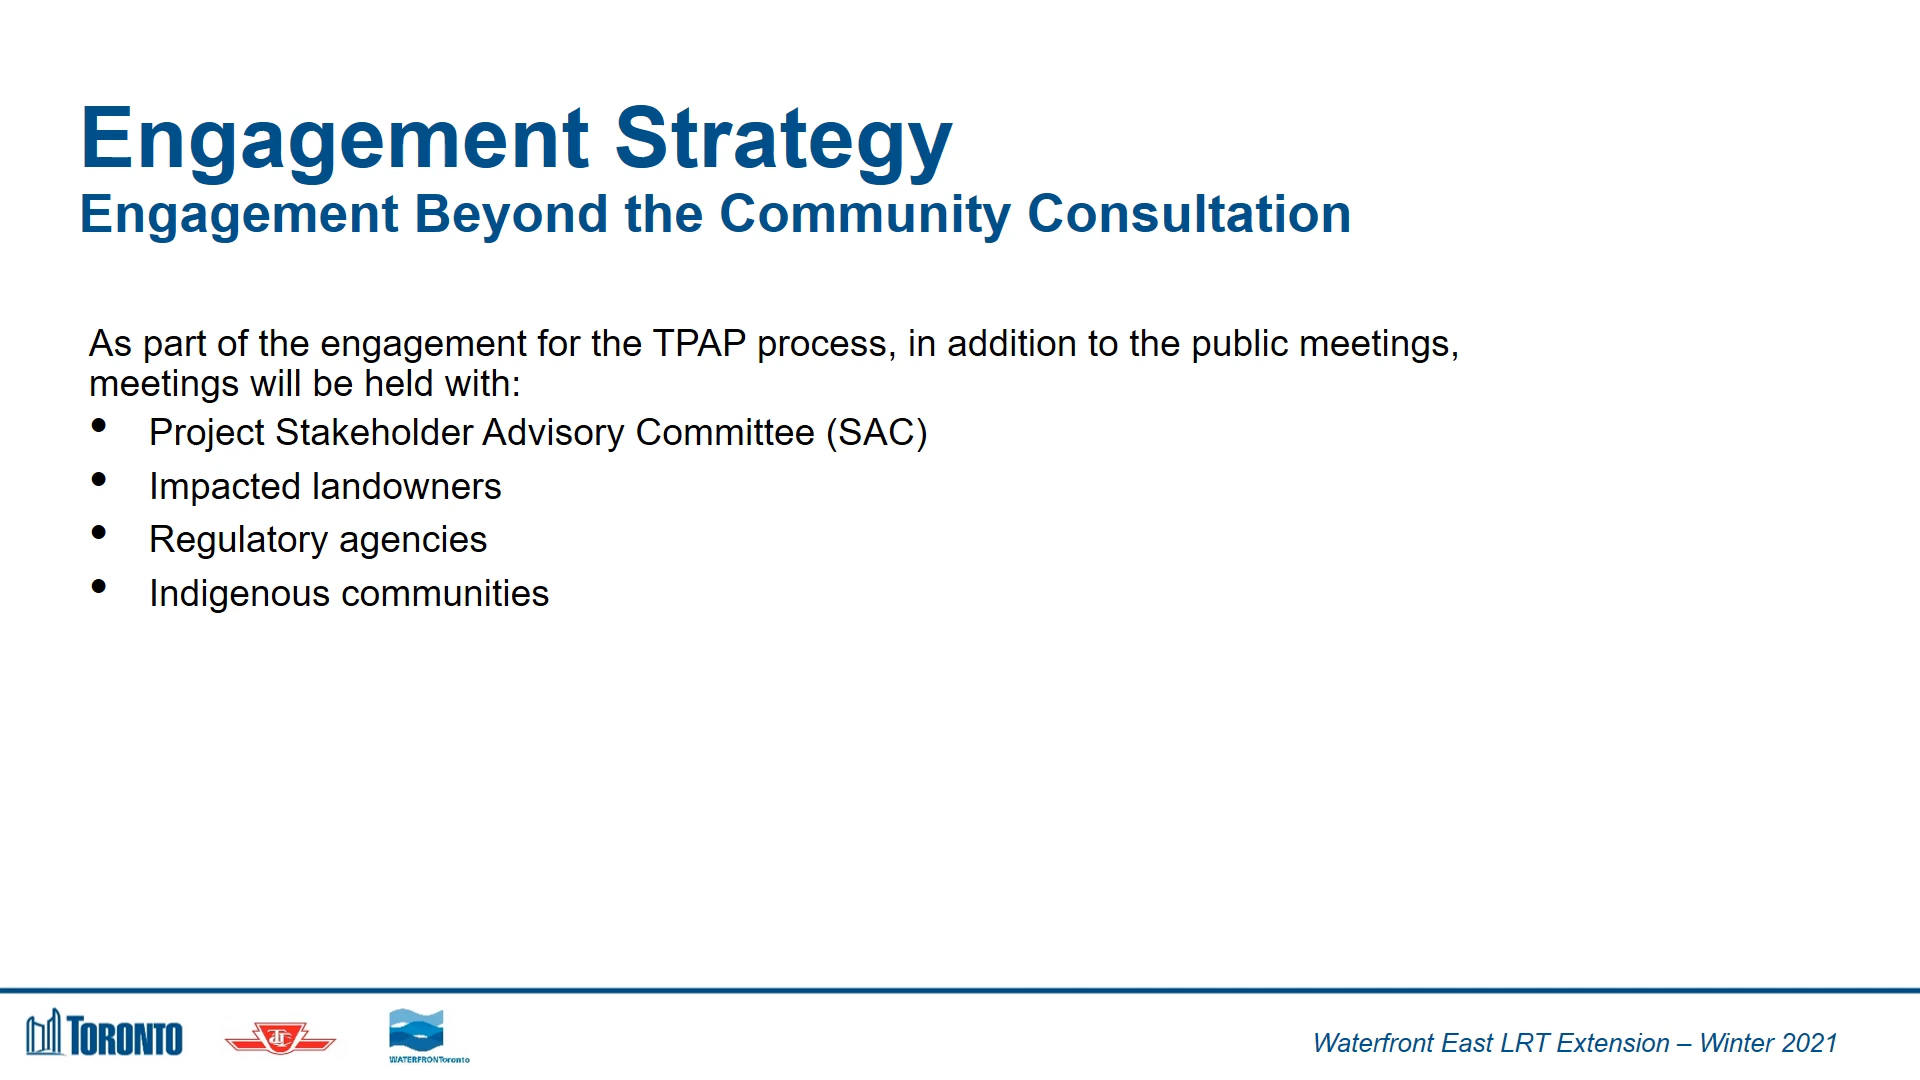 Engagement Strategy
Engagement Beyond the Community Consultation
As part of the engagement for the TPAP process, in addition to the public meetings,
meetings will be held with:
• Project Stakeholder Advisory Committee (SAC)
• Impacted landowners
• Regulatory agencies
• Indigenous communities
TORONTO
TTC
WATERFRONToronto
Waterfront East LRT Extension – Winter 2021